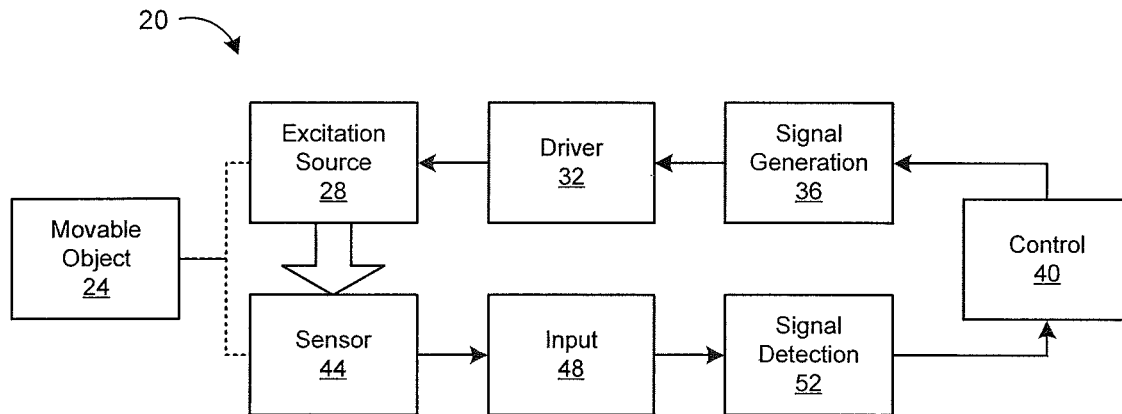 20
Excitation
Source
28
Driver
32
Signal
Generation
36
Movable
Object
24
Control
40
Sensor
44
Input
48
Signal
Detection
52